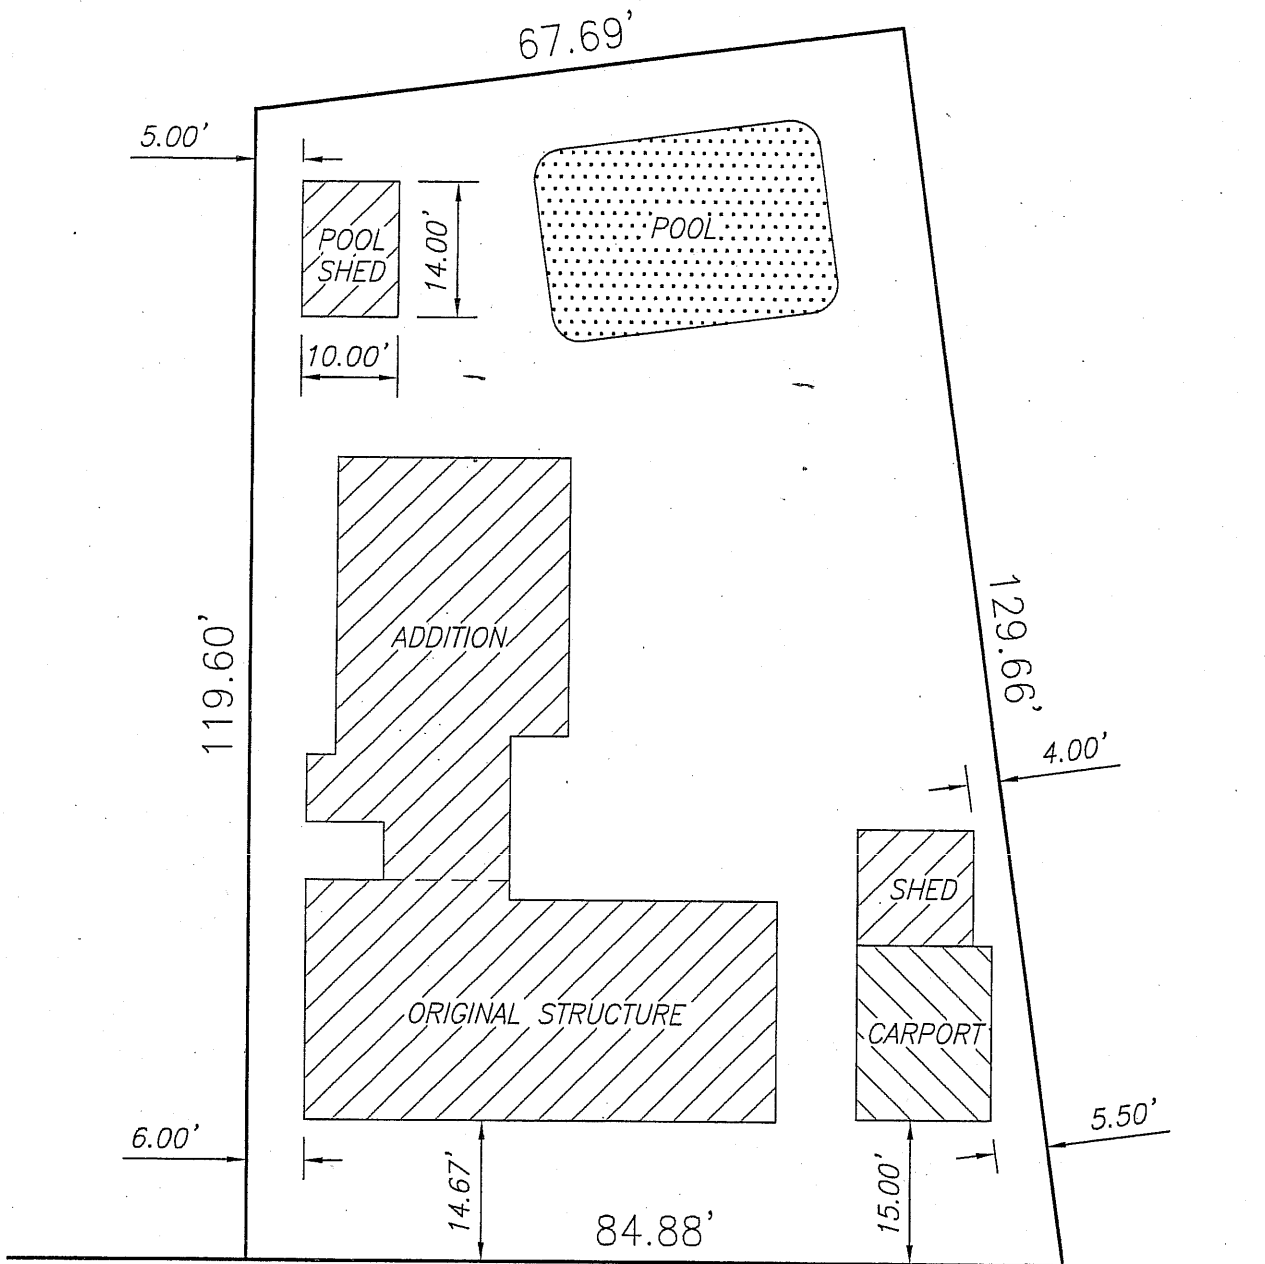 67.69'
5.00'
POOL
SHED
14.00'
POOL
10.00'
ADDITION
119.60'
129.66'
4.00'
SHED
ORIGINAL STRUCTURE
CARPORT
6.00'
5.50'
14.67'
15.00'
84.88'